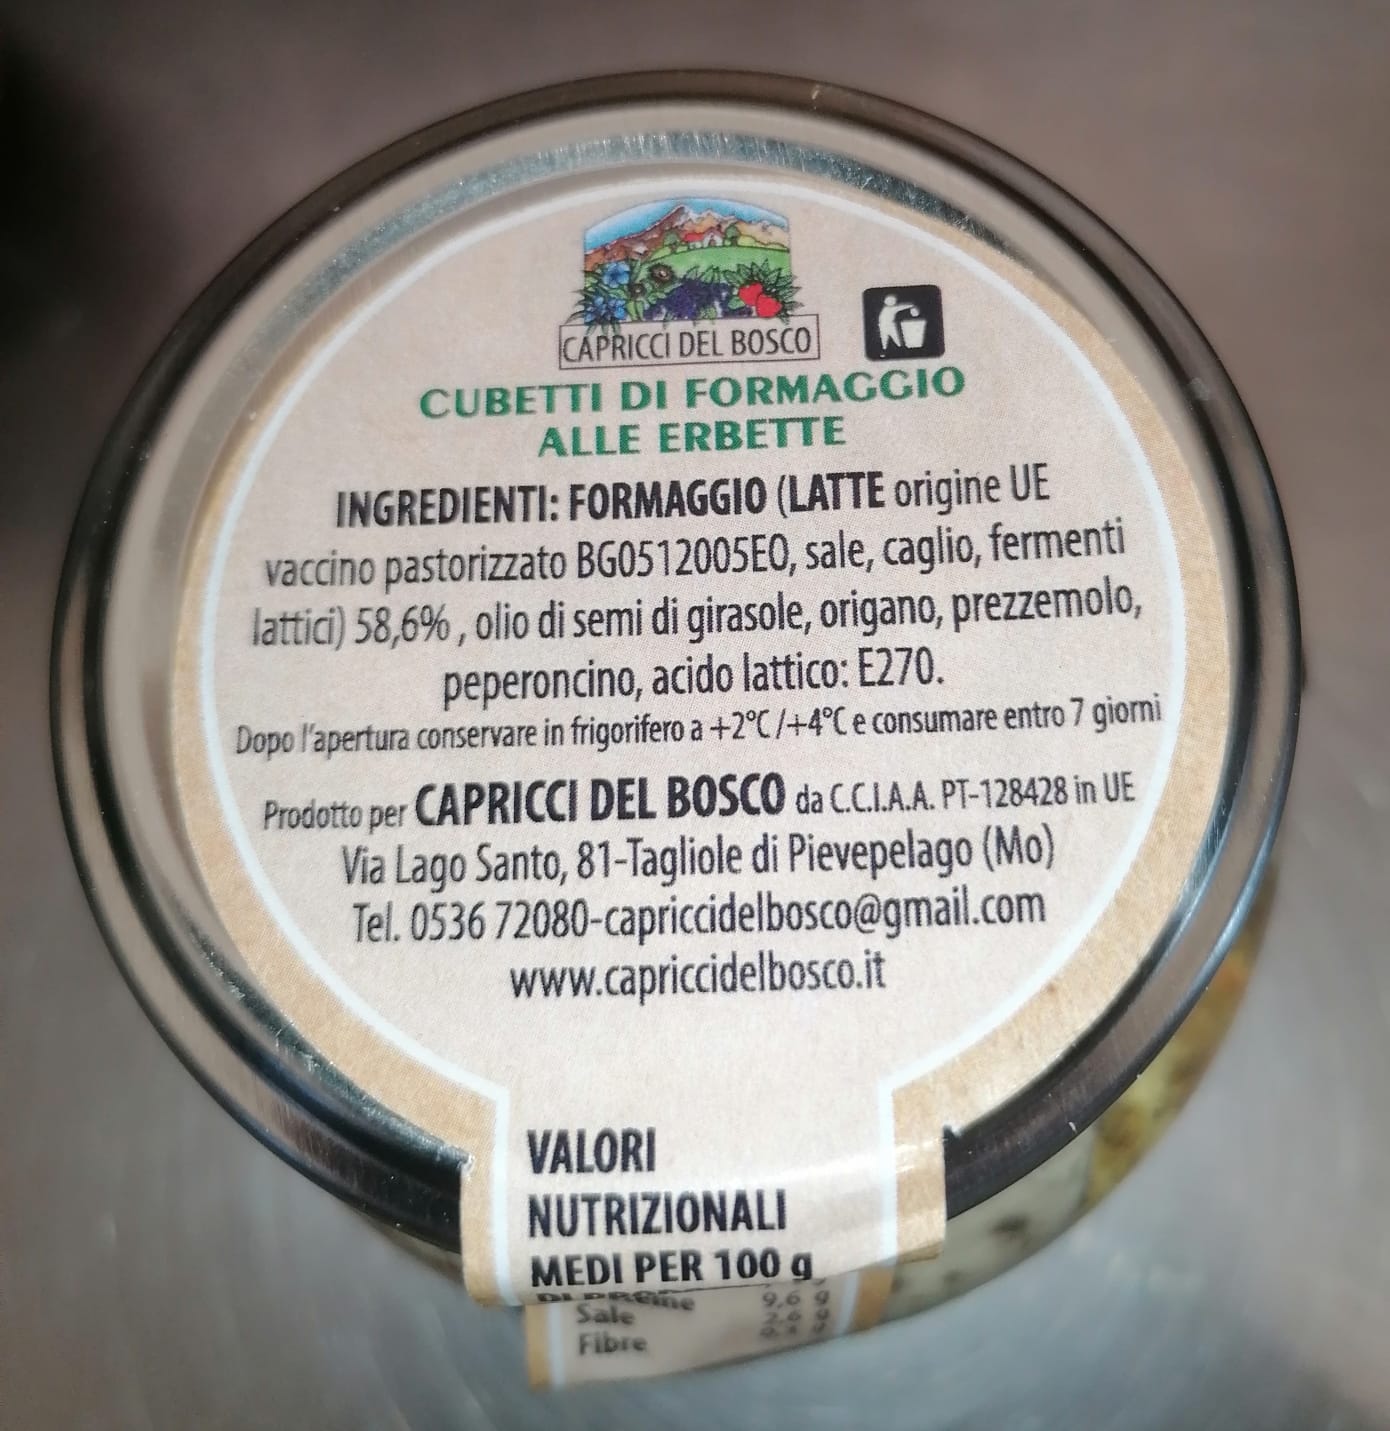 CAPRICCI DEL BOSCO
CUBETTI DI FORMAGGIO
ALLE ERBETTE
INGREDIENTI: FORMAGGIO (LATTE origine UE
vaccino pastorizzato BG0512005EO, sale, caglio, fermenti
lattici) 58,6% , olio di semi di girasole, origano, prezzemolo,
peperoncino, acido lattico: E270.
Dopo l'apertura conservare in frigorifero a +2°C /+4°C e consumare entro 7 giorni
Prodotto per CAPRICCI DEL BOSCO da C.C.I.A.A. PT-128428 in UE
Via Lago Santo, 81-Tagliole di Pievepelago (Mo)
Tel. 0536 72080-capriccidelbosco@gmail.com
www.capriccidelbosco.it
VALORI
NUTRIZIONALI
MEDI PER 100 g
Sale
Fibre